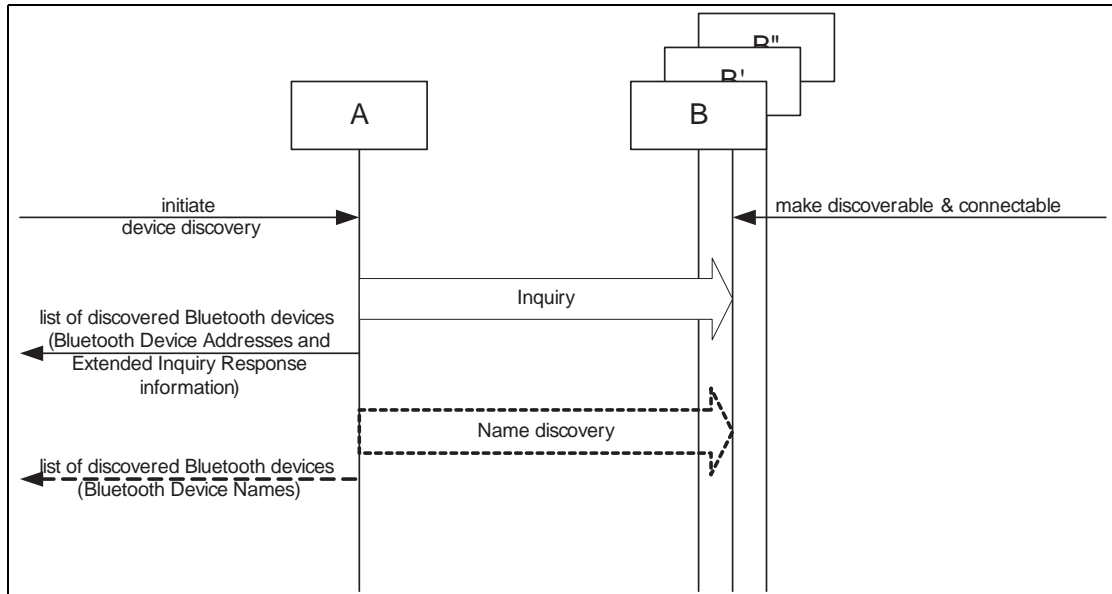 B"
B'
A
B
initiate
device discovery
make discoverable & connectable
Inquiry
list of discovered Bluetooth devices
(Bluetooth Device Addresses and
Extended Inquiry Response
information)
Name discovery
list of discovered Bluetooth devices
(Bluetooth Device Names)